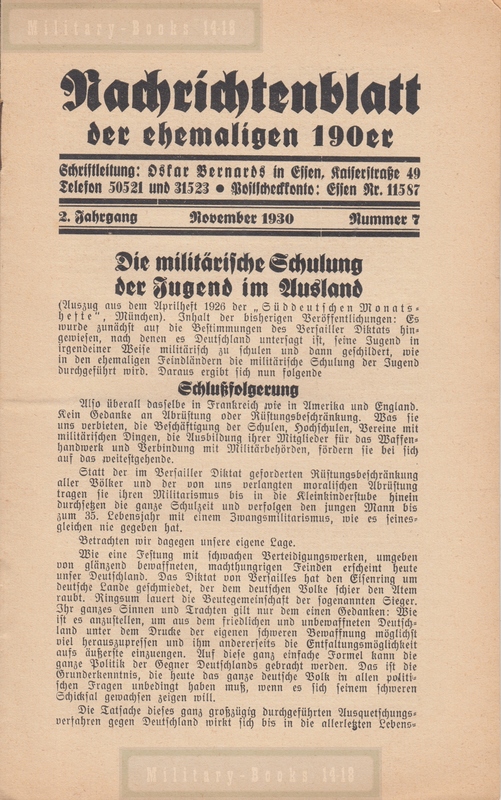 Military-Books 14-18
Nachrichtenblatt
der ehemaligen 190er
Schriftleitung: Oskar Bernards in Essen, Kaiserstraße 49
Telefon 50521 und 31523 ● Postscheckkonto: Essen Nr. 11587
2. Jahrgang November 1930 Nummer 7
Die militärische Schulung
der Jugend im Ausland
(Auszug aus dem Aprilheft 1926 der „Süddeutschen Monats-
hefte", München). Inhalt der bisherigen Veröffentlichungen: Es
wurde zunächst auf die Bestimmungen des Versailler Diktats hin-
gewiesen, nach denen es Deutschland untersagt ist, seine Jugend in
irgendeiner Weise militärisch zu schulen und dann geschildert, wie
in den ehemaligen Feindländern die militärische Schulung der Jugend
durchgeführt wird. Daraus ergibt sich nun folgende
Schlußfolgerung
Also überall dasselbe in Frankreich wie in Amerika und England.
Kein Gedanke an Abrüstung oder Rüstungsbeschränkung. Was sie
uns verbieten, die Beschäftigung der Schulen, Hochschulen, Vereine mit
militärischen Dingen, die Ausbildung ihrer Mitglieder für das Waffen-
handwerk und Verbindung mit Militärbehörden, fördern sie bei sich
auf das weitestgehende.
Statt der im Versailler Diktat geforderten Rüstungsbeschränkung
aller Völker und der von uns verlangten moralischen Abrüstung
tragen sie ihren Militarismus bis in die Kleinkinderstube hinein
durchsetzen die ganze Schulzeit und verfolgen den jungen Mann bis
zum 35. Lebensjahr mit einem Zwangsmilitarismus, wie es seines-
gleichen nie gegeben hat.
Betrachten wir dagegen unsere eigene Lage.
Wie eine Festung mit schwachen Verteidigungswerken, umgeben
von glänzend bewaffneten, machthungrigen Feinden erscheint heute
unser Deutschland. Das Diktat von Versailles hat den Eisenring um
deutsche Lande geschmiedet, der dem deutschen Volke schier den Atem
raubt. Ringsum lauert die Beutegemeinschaft der sogenannten Sieger.
Ihr ganzes Sinnen und Trachten gilt nur dem einen Gedanken: Wie
ist es anzustellen, um aus dem friedlichen und unbewaffneten Deutsch-
land unter dem Drucke der eigenen schweren Bewaffnung möglichst
viel herauszupressen und ihm andererseits die Entfaltungsmöglichkeit
aufs äußerste einzuengen. Auf diese ganz einfache Formel kann die
ganze Politik der Gegner Deutschlands gebracht werden. Das ist die
Grunderkenntnis, die heute das ganze deutsche Volk in allen politi-
schen Fragen unbedingt haben muß, wenn es sich seinem schweren
Schicksal gewachsen zeigen will.
Die Tatsache dieses ganz großzügig durchgeführten Ausquetschungs-
verfahren gegen Deutschland wirkt sich bis in die allerletzten Lebens-
Military-Books 14-18